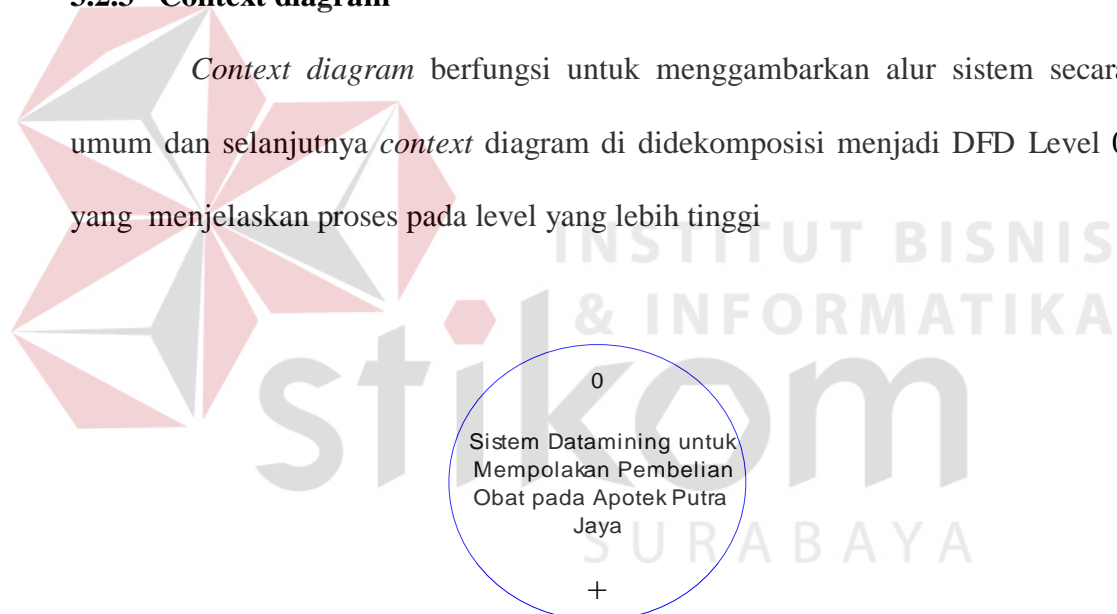 3.2.3 Context diagram
Context diagram berfungsi untuk menggambarkan alur sistem secara
umum dan selanjutnya context diagram di didekomposisi menjadi DFD Level 0
yang menjelaskan proses pada level yang lebih tinggi
INSTITUT BISNIS
& INFORMATIKA
stikom
SURABAYA
0
Sistem Datamining untuk
Mempolakan Pembelian
Obat pada Apotek Putra
Jaya
+